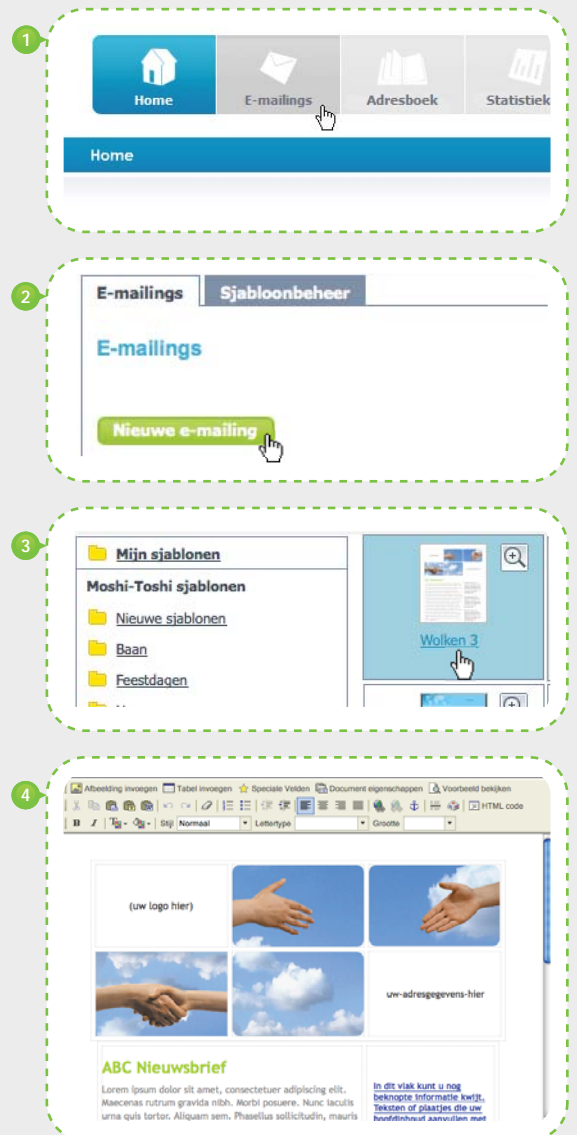 1
Home E-mailings Adresboek Statistiek
Home
2
E-mailings Sjabloonbeheer
E-mailings
Nieuwe e-mailing
3
Mijn sjablonen
Moshi-Toshi sjablonen
Nieuwe sjablonen
Baan
Feestdagen
Wolken 3
4
Afbeelding invoegen Tabel invoegen Speciale Velden Document eigenschappen Voorbeeld bekijken
HTML code
B I Stijl Normaal Lettertype Grootte
(uw logo hier)
uw-adresgegevens-hier
ABC Nieuwsbrief
Lorem ipsum dolor sit amet, consectetuer adipiscing elit.
Maecenas rutrum gravida nibh. Morbi posuere. Nunc iaculis
urna quis tortor. Aliquam sem. Phasellus sollicitudin, mauris
In dit vlak kunt u nog
beknopte informatie kwijt.
Teksten of plaatjes die uw
hoofdinhoud aanvullen met